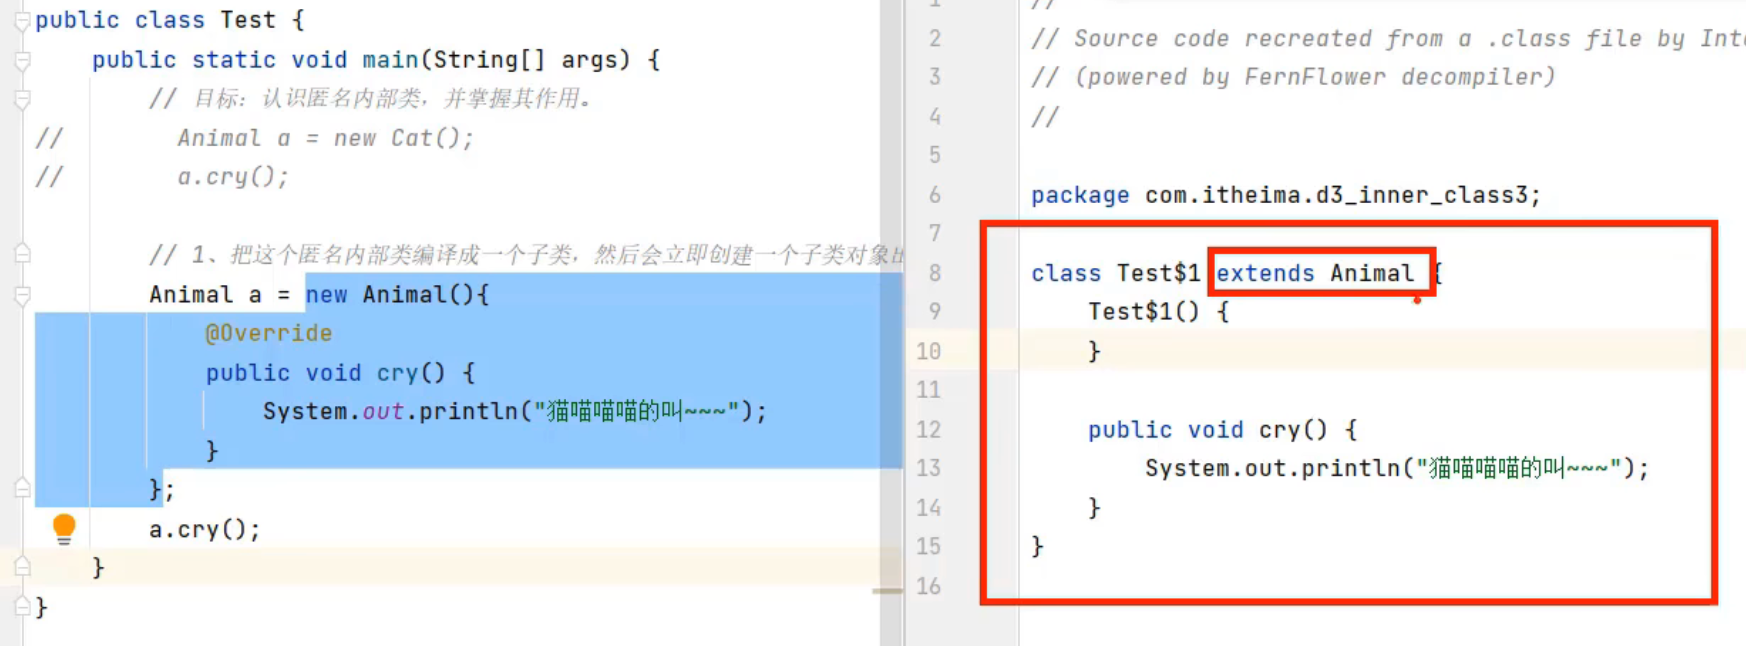 public class Test {
public static void main(String[] args) {
// 目标：认识匿名内部类，并掌握其作用。
// Animal a = new Cat();
// a.cry();
// 1、把这个匿名内部类编译成一个子类，然后会立即创建一个子类对象出
Animal a = new Animal(){
@Override
public void cry() {
System.out.println("猫喵喵喵的叫~~~");
}
};
a.cry();
}
}
1 //
2 // Source code recreated from a .class file by Inte
3 // (powered by FernFlower decompiler)
4 //
5
6 package com.itheima.d3_inner_class3;
7
8 class Test$1 extends Animal {
9 Test$1() {
10 }
11
12 public void cry() {
13 System.out.println("猫喵喵喵的叫~~~");
14 }
15 }
16